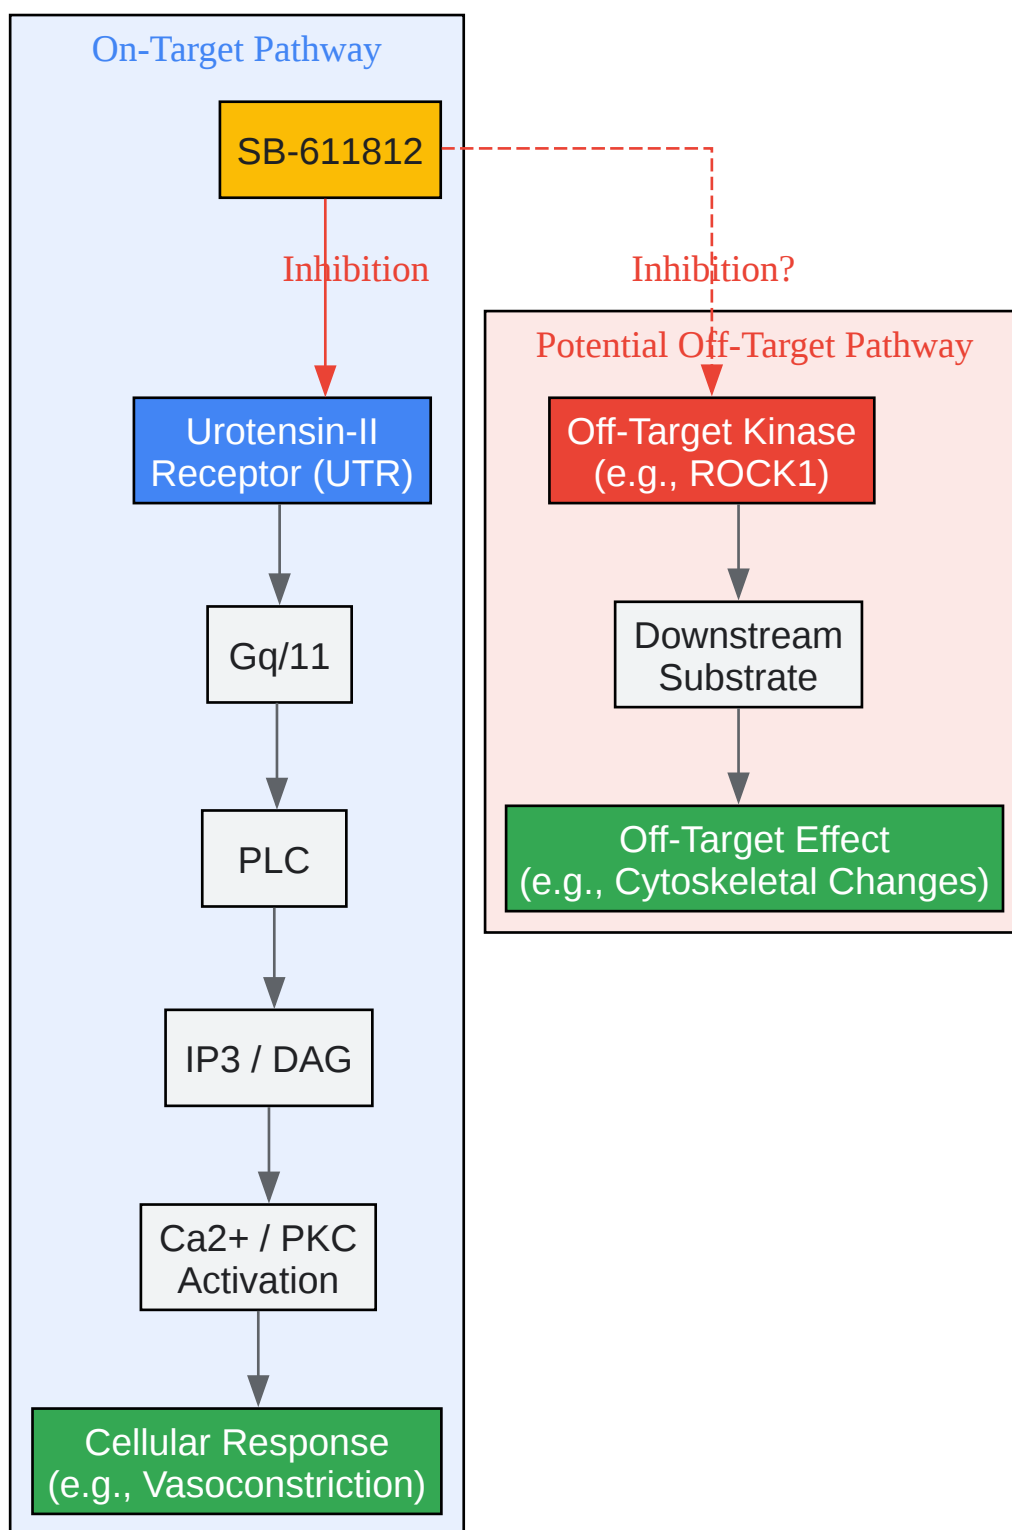 On-Target Pathway
SB-611812
Inhibition
Inhibition?
Potential Off-Target Pathway
Urotensin-II
Receptor (UTR)
Off-Target Kinase
(e.g., ROCK1)
Gq/11
Downstream
Substrate
PLC
Off-Target Effect
(e.g., Cytoskeletal Changes)
IP3 / DAG
Ca2+ / PKC
Activation
Cellular Response
(e.g., Vasoconstriction)